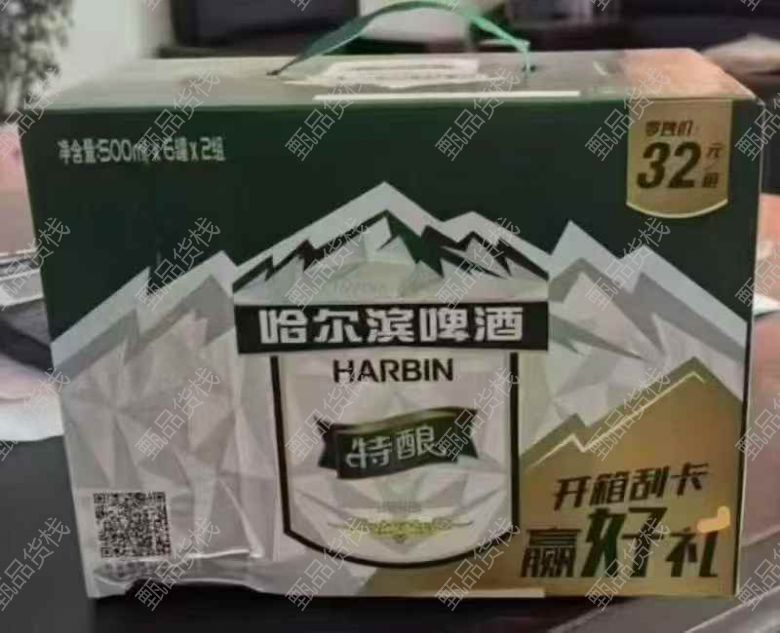 净含量:500ml x 6罐 x 2组
零售价:
32元/箱
哈尔滨啤酒
HARBIN
特酿
开箱刮卡
赢好礼
甄品货栈